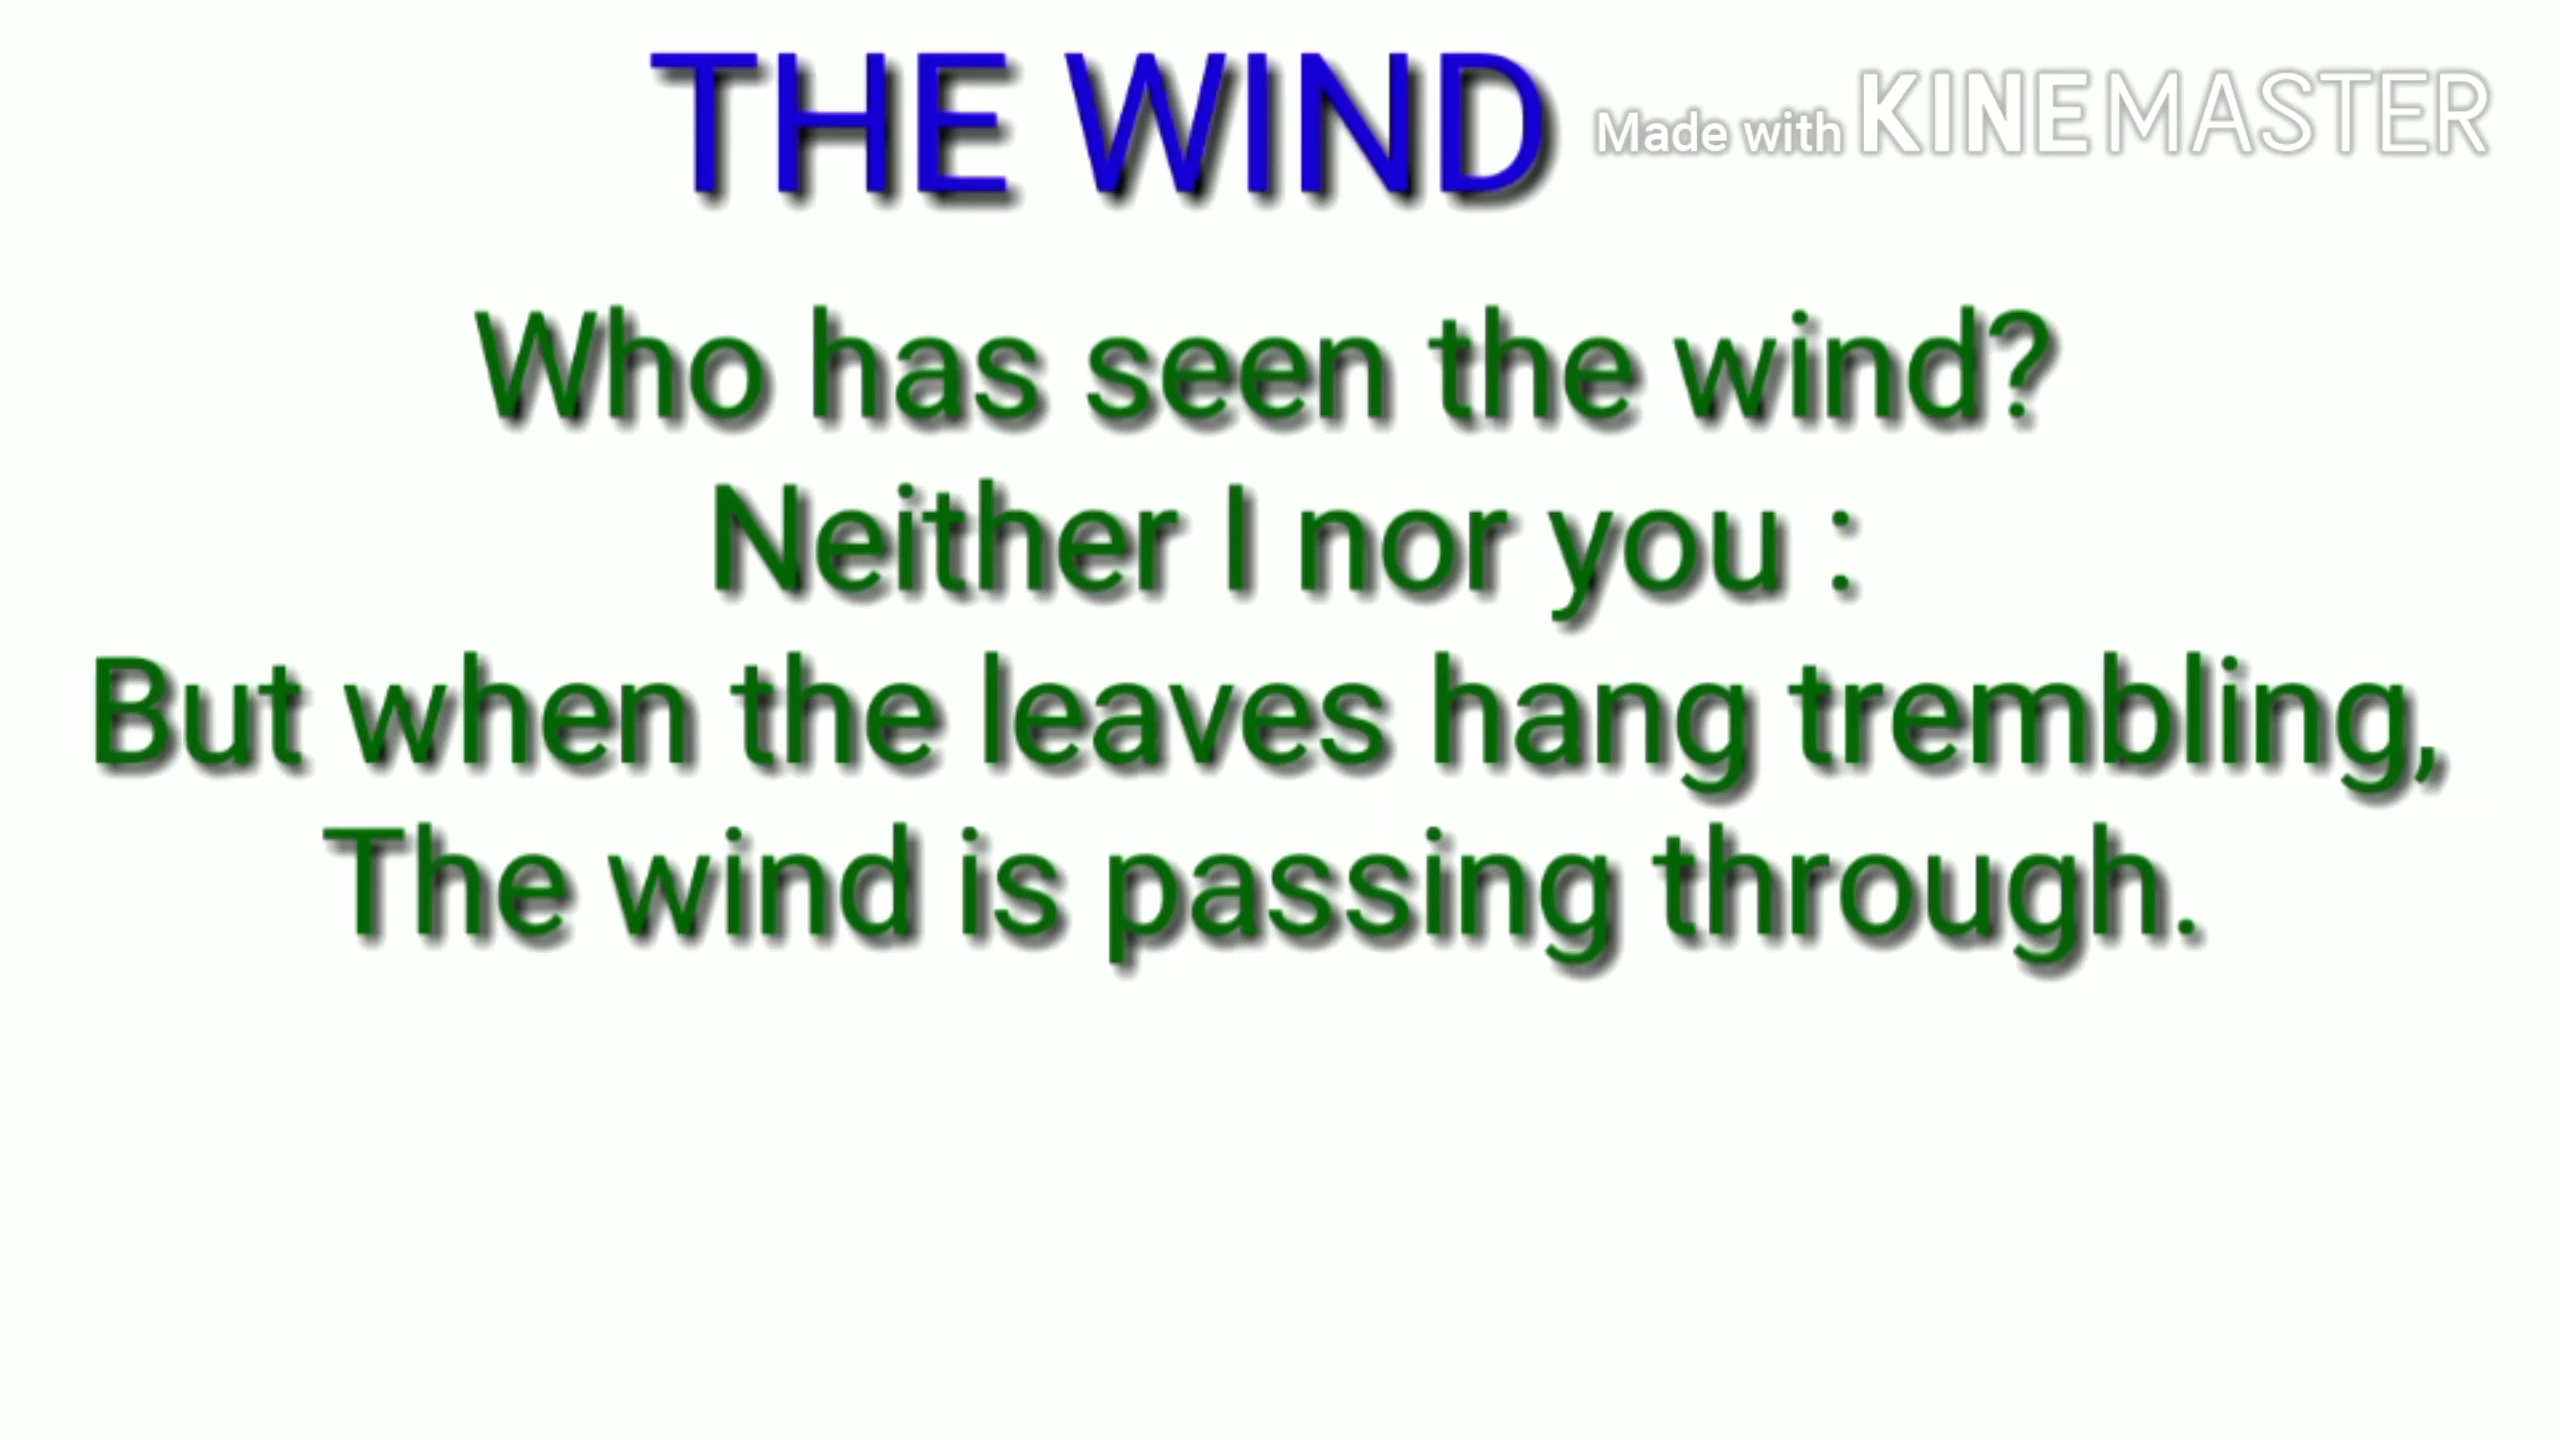 THE WIND
Made with KINEMASTER
Who has seen the wind?
Neither I nor you :
But when the leaves hang trembling,
The wind is passing through.